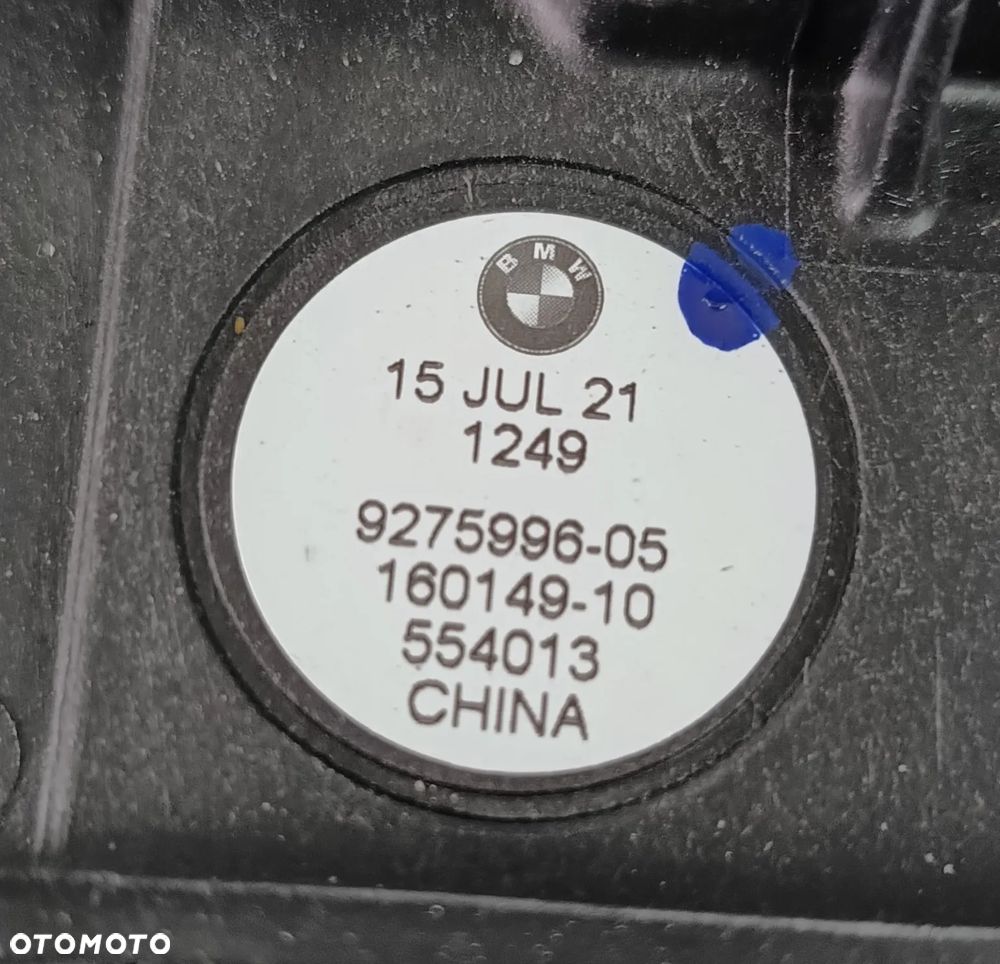 BMW
15 JUL 21
1249
9275996-05
160149-10
554013
CHINA
OTOMOTO